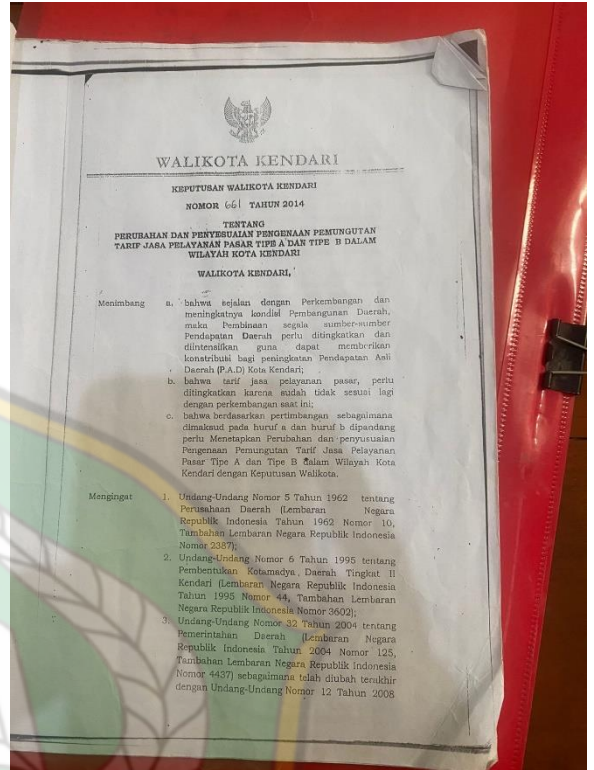 WALIKOTA KENDARI
KEPUTUSAN WALIKOTA KENDARI
NOMOR 661 TAHUN 2014
TENTANG
PERUBAHAN DAN PENYESUAIAN PENGENAAN PEMUNGUTAN
TARIF JASA PELAYANAN PASAR TIPE A DAN TIPE B DALAM
WILAYAH KOTA KENDARI
WALIKOTA KENDARI,
Menimbang a. bahwa sejalan dengan Perkembangan dan
meningkatnya kondisi Pembangunan Daerah,
maka Pembinaan segala sumber-sumber
Pendapatan Daerah perlu ditingkatkan dan
diintensifkan guna dapat memberikan
konstribusi bagi peningkatan Pendapatan Asli
Daerah (P.A.D) Kota Kendari;
b. bahwa tarif jasa pelayanan pasar, perlu
ditingkatkan karena sudah tidak sesuai lagi
dengan perkembangan saat ini;
c. bahwa berdasarkan pertimbangan sebagaimana
dimaksud pada huruf a dan huruf b dipandang
perlu Menetapkan Perubahan dan penyusuaian
Pengenaan Pemungutan Tarif Jasa Pelayanan
Pasar Tipe A dan Tipe B dalam Wilayah Kota
Kendari dengan Keputusan Walikota.
Mengingat 1. Undang-Undang Nomor 5 Tahun 1962 tentang
Perusahaan Daerah (Lembaran Negara
Republik Indonesia Tahun 1962 Nomor 10,
Tambahan Lembaran Negara Republik Indonesia
Nomor 2387);
2. Undang-Undang Nomor 6 Tahun 1995 tentang
Pembentukan Kotamadya Daerah Tingkat II
Kendari (Lembaran Negara Republik Indonesia
Tahun 1995 Nomor 44, Tambahan Lembaran
Negara Republik Indonesia Nomor 3602);
3. Undang-Undang Nomor 32 Tahun 2004 tentang
Pemerintahan Daerah (Lembaran Negara
Republik Indonesia Tahun 2004 Nomor 125,
Tambahan Lembaran Negara Republik Indonesia
Nomor 4437) sebagaimana telah diubah terakhir
dengan Undang-Undang Nomor 12 Tahun 2008